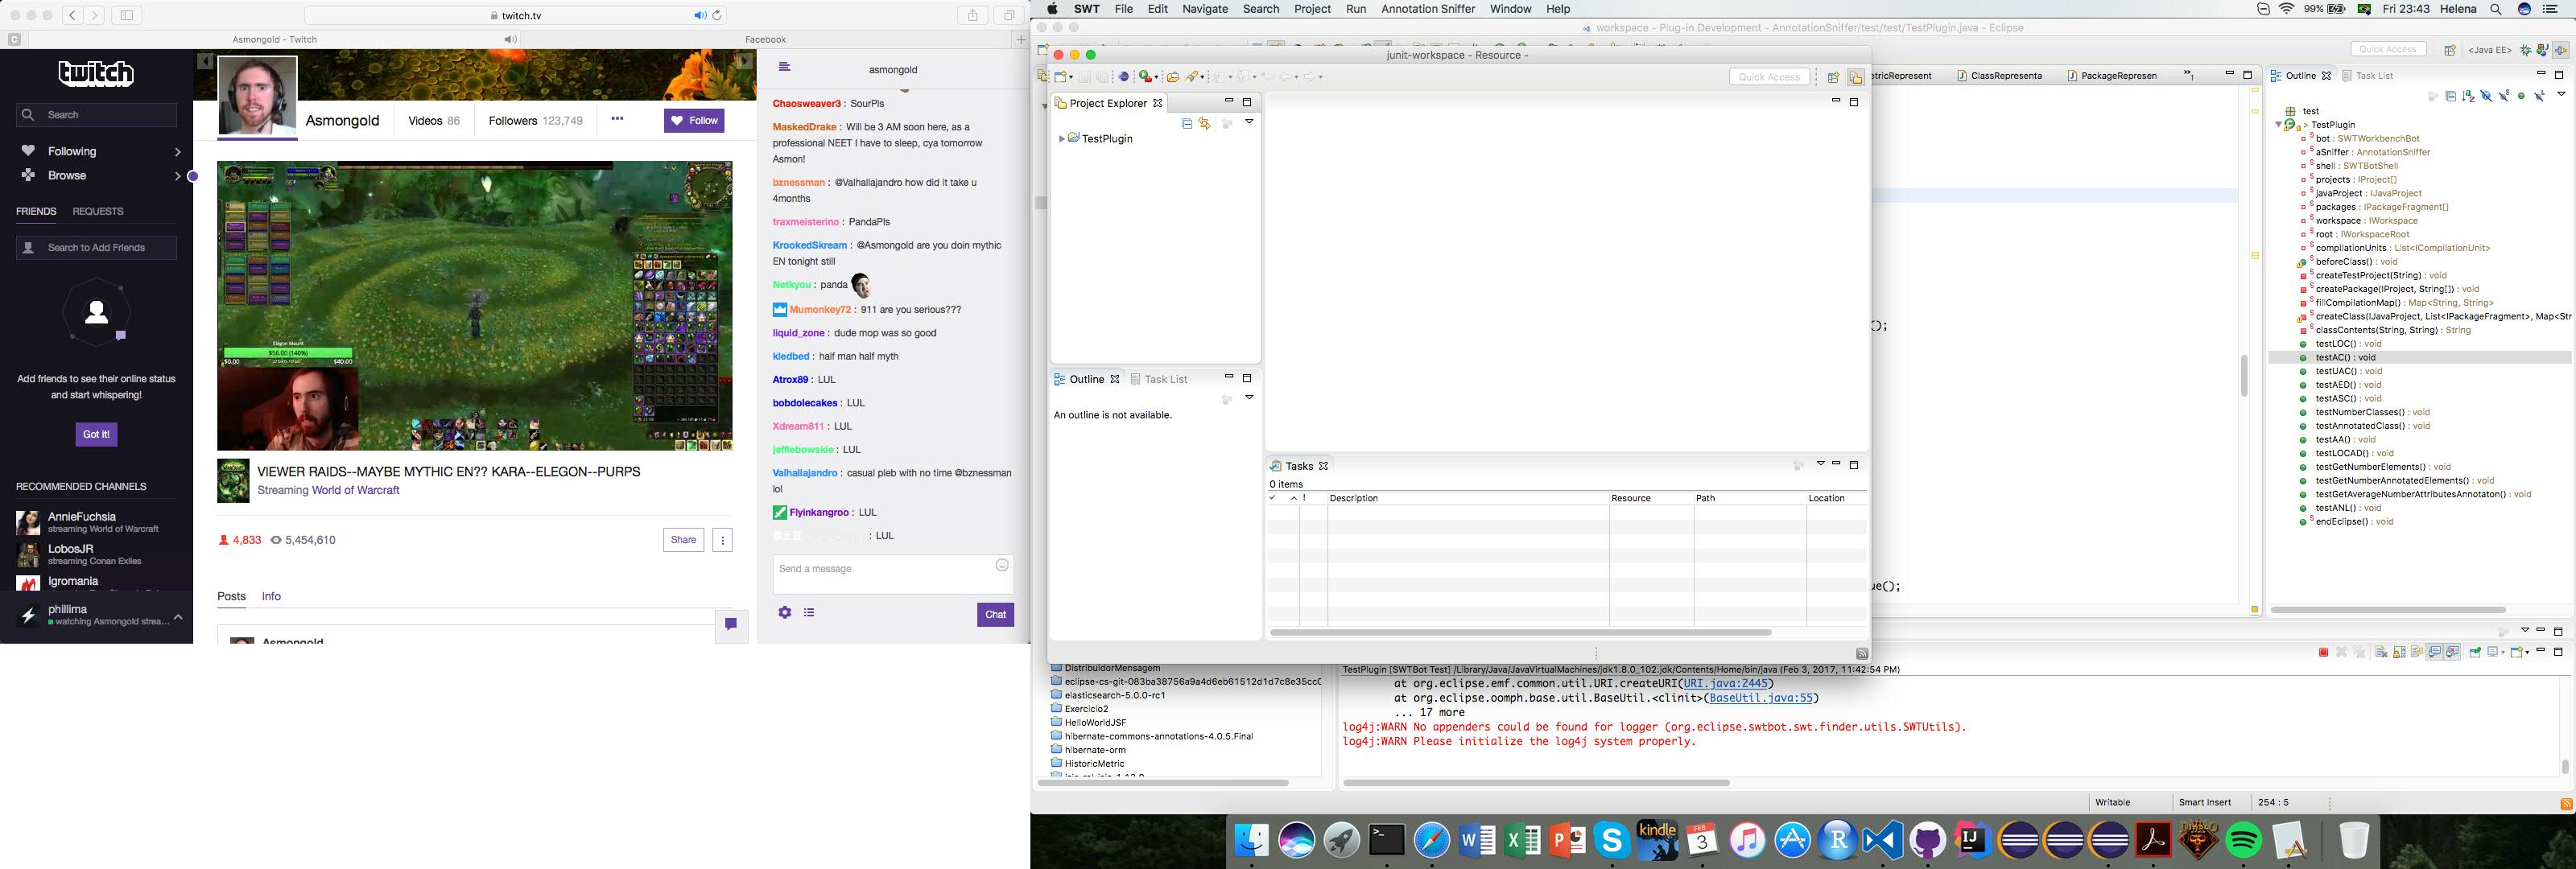 twitch.tv
Asmongold - Twitch
Facebook
twitch
Search
Following
Browse
FRIENDS REQUESTS
Search to Add Friends
Add friends to see their online status
and start whispering!
Got it!
RECOMMENDED CHANNELS
AnnieFuchsia
streaming World of Warcraft
LobosJR
streaming Conan Exiles
Igromania
phillima
watching Asmongold strea...
Asmongold
Videos 86
Followers 123,749
Follow
Elegon Mount
$56.00 (140%)
$0.00 $40.00
VIEWER RAIDS--MAYBE MYTHIC EN?? KARA--ELEGON--PURPS
Streaming World of Warcraft
4,833 5,454,610
Share
Posts Info
Asmongold
asmongold
Chaosweaver3 : SourPls
MaskedDrake : Will be 3 AM soon here, as a
professional NEET I have to sleep, cya tomorrow
Asmon!
bznessman : @Valhallajandro how did it take u
4months
traxmeisterino : PandaPls
KrookedSkream : @Asmongold are you doin mythic
EN tonight still
Netkyou : panda
Mumonkey72 : 911 are you serious???
liquid_zone : dude mop was so good
kledbed : half man half myth
Atrox89 : LUL
bobdolecakes : LUL
Xdream811 : LUL
jeffiebowskie : LUL
Valhallajandro : casual pleb with no time @bznessman
lol
Flyinkangroo : LUL
: LUL
Send a message
Chat
SWT File Edit Navigate Search Project Run Annotation Sniffer Window Help
99% Fri 23:43 Helena
workspace - Plug-in Development - AnnotationSniffer/test/test/TestPlugin.java - Eclipse
Quick Access <Java EE>
junit-workspace - Resource -
Quick Access
Project Explorer
TestPlugin
Outline Task List
An outline is not available.
Tasks
0 items
! Description Resource Path Location
etricRepresent ClassRepresenta PackageRepresen »1
();
ue();
Outline Task List
test
> TestPlugin
bot : SWTWorkbenchBot
aSniffer : AnnotationSniffer
shell : SWTBotShell
projects : IProject[]
javaProject : IJavaProject
packages : IPackageFragment[]
workspace : IWorkspace
root : IWorkspaceRoot
compilationUnits : List<ICompilationUnit>
beforeClass() : void
createTestProject(String) : void
createPackage(IProject, String[]) : void
fillCompilationMap() : Map<String, String>
createClass(IJavaProject, List<IPackageFragment>, Map<Str
classContents(String, String) : String
testLOC() : void
testAC() : void
testUAC() : void
testAED() : void
testASC() : void
testNumberClasses() : void
testAnnotatedClass() : void
testAA() : void
testLOCAD() : void
testGetNumberElements() : void
testGetNumberAnnotatedElements() : void
testGetAverageNumberAttributesAnnotaton() : void
testANL() : void
endEclipse() : void
DistribuidorMensagem
eclipse-cs-git-083ba38756a9a4d6eb61512d1d7c8e35cc0
elasticsearch-5.0.0-rc1
Exercicio2
HelloWorldJSF
hibernate-commons-annotations-4.0.5.Final
hibernate-orm
HistoricMetric
TestPlugin [SWTBot Test] /Library/Java/JavaVirtualMachines/jdk1.8.0_102.jdk/Contents/Home/bin/java (Feb 3, 2017, 11:42:54 PM)
at org.eclipse.emf.common.util.URI.createURI(URI.java:2445)
at org.eclipse.oomph.base.util.BaseUtil.<clinit>(BaseUtil.java:55)
... 17 more
log4j:WARN No appenders could be found for logger (org.eclipse.swtbot.swt.finder.utils.SWTUtils).
log4j:WARN Please initialize the log4j system properly.
Writable Smart Insert 254 : 5
kindle
FEB
3
IJ
DIABLO